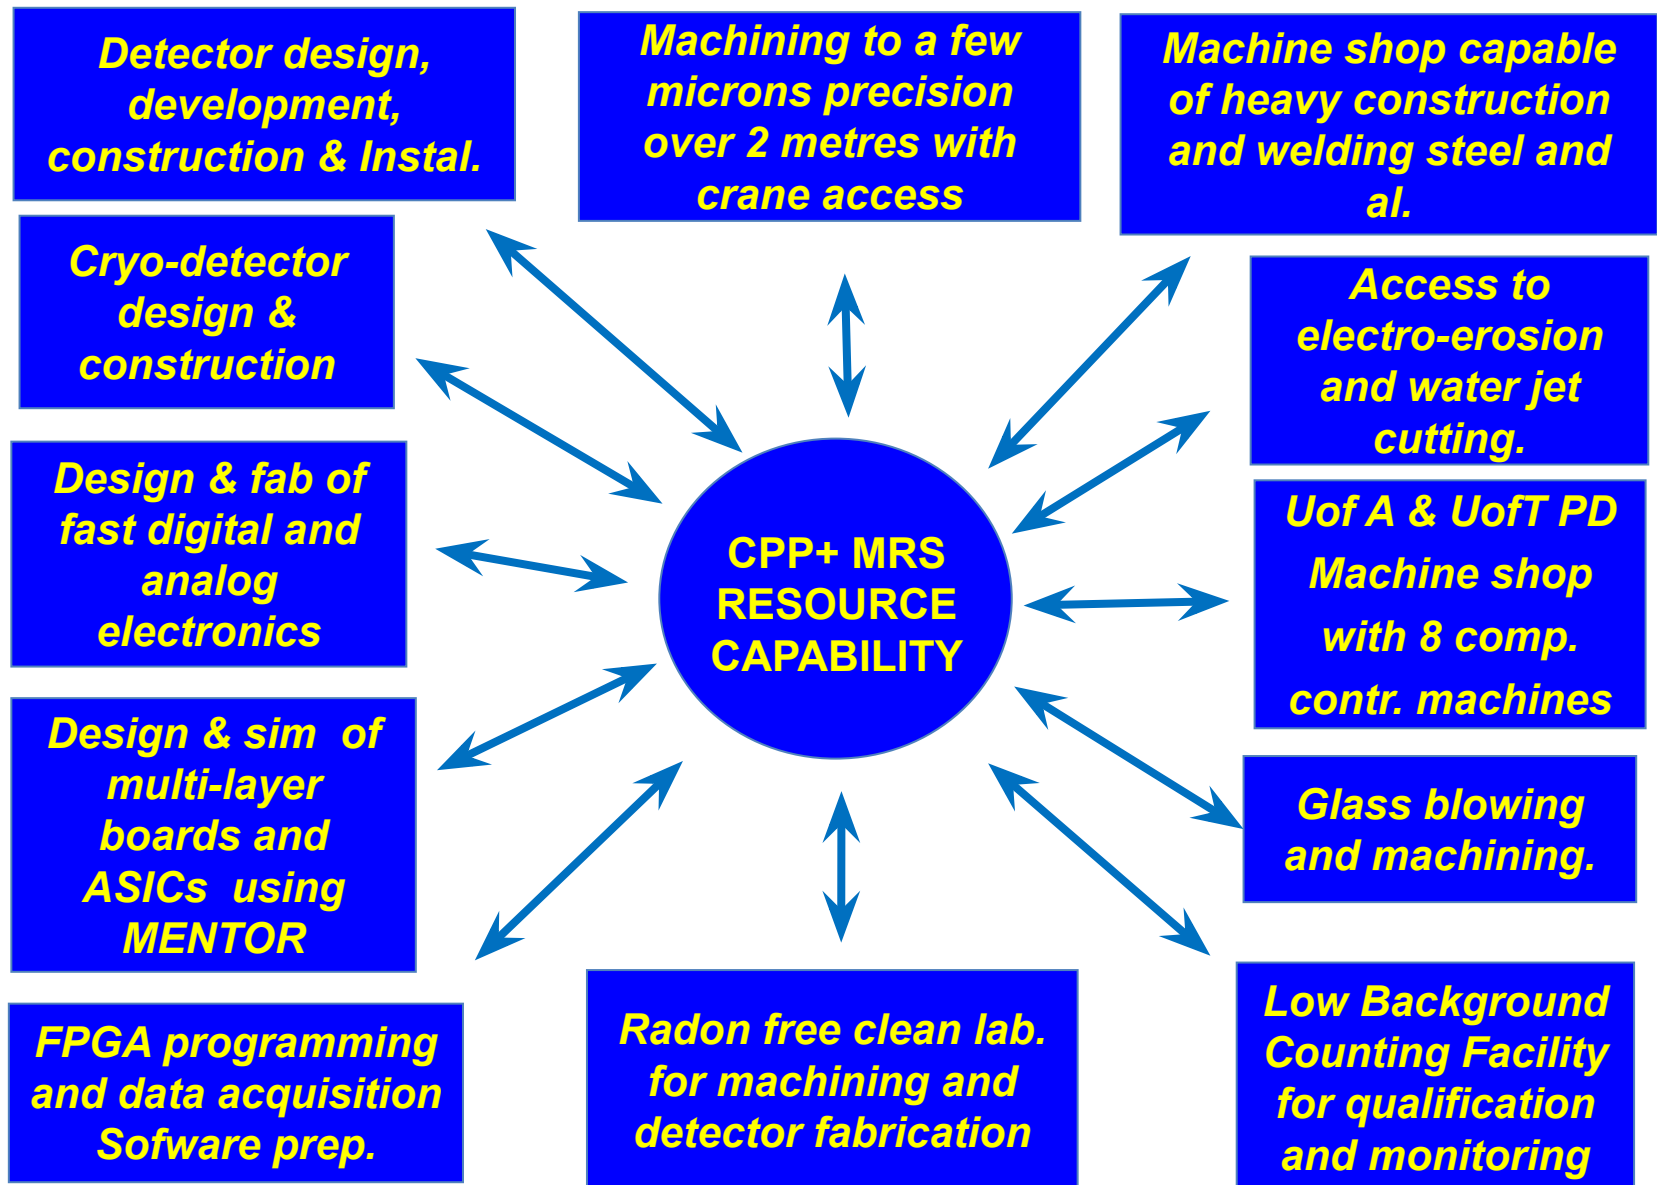 Detector design,
development,
construction & Instal.
Machining to a few
microns precision
over 2 metres with
crane access
Machine shop capable
of heavy construction
and welding steel and
al.
Cryo-detector
design &
construction
Access to
electro-erosion
and water jet
cutting.
Design & fab of
fast digital and
analog
electronics
CPP+ MRS
RESOURCE
CAPABILITY
Uof A & UofT PD
Machine shop
with 8 comp.
contr. machines
Design & sim  of
multi-layer
boards and
ASICs  using
MENTOR
Glass blowing
and machining.
FPGA programming
and data acquisition
Sofware prep.
Radon free clean lab.
for machining and
detector fabrication
Low Background
Counting Facility
for qualification
and monitoring